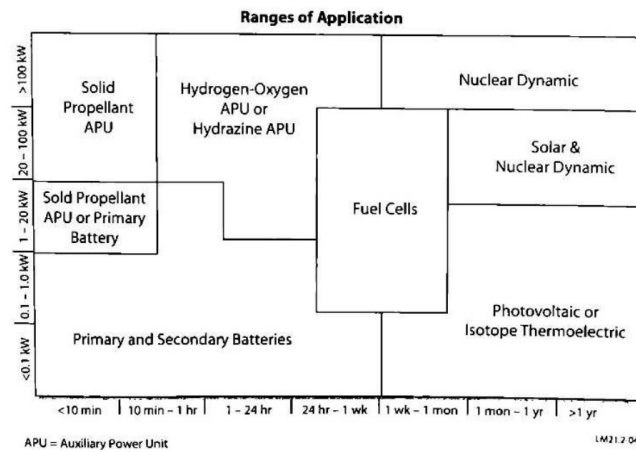 Ranges of Application
>100 kW
20 – 100 kW
1 – 20 kW
0.1 – 1.0 kW
<0.1 kW
Solid
Propellant
APU
Hydrogen-Oxygen
APU or
Hydrazine APU
Nuclear Dynamic
Solar &
Nuclear Dynamic
Sold Propellant
APU or Primary
Battery
Fuel Cells
Primary and Secondary Batteries
Photovoltaic or
Isotope Thermoelectric
<10 min
10 min – 1 hr
1 – 24 hr
24 hr – 1 wk
1 wk – 1 mon
1 mon – 1 yr
>1 yr
APU = Auxiliary Power Unit